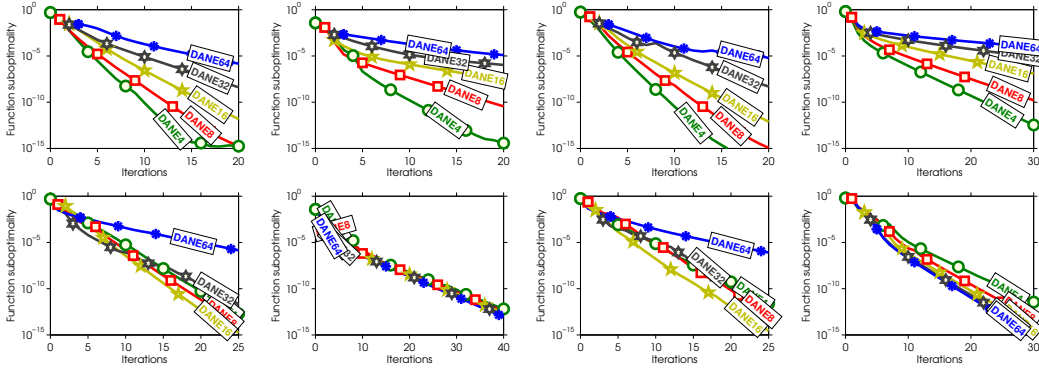 Function suboptimality
10^0
10^-5
10^-10
10^-15
0 5 10 15 20
Iterations
DANE64
DANE32
DANE16
DANE8
DANE4
Function suboptimality
10^0
10^-5
10^-10
10^-15
0 5 10 15 20
Iterations
DANE64
DANE32
DANE16
DANE8
DANE4
Function suboptimality
10^0
10^-5
10^-10
10^-15
0 5 10 15 20
Iterations
DANE64
DANE32
DANE16
DANE8
DANE4
Function suboptimality
10^0
10^-5
10^-10
10^-15
0 10 20 30
Iterations
DANE64
DANE32
DANE16
DANE8
DANE4
Function suboptimality
10^0
10^-5
10^-10
10^-15
0 5 10 15 20 25
Iterations
DANE64
DANE32
DANE8
DANE16
Function suboptimality
10^0
10^-5
10^-10
10^-15
0 10 20 30 40
Iterations
DANE64
Function suboptimality
10^0
10^-5
10^-10
10^-15
0 5 10 15 20 25
Iterations
DANE64
DANE32
DANE8
DANE16
Function suboptimality
10^0
10^-5
10^-10
10^-15
0 10 20 30
Iterations
DANE64